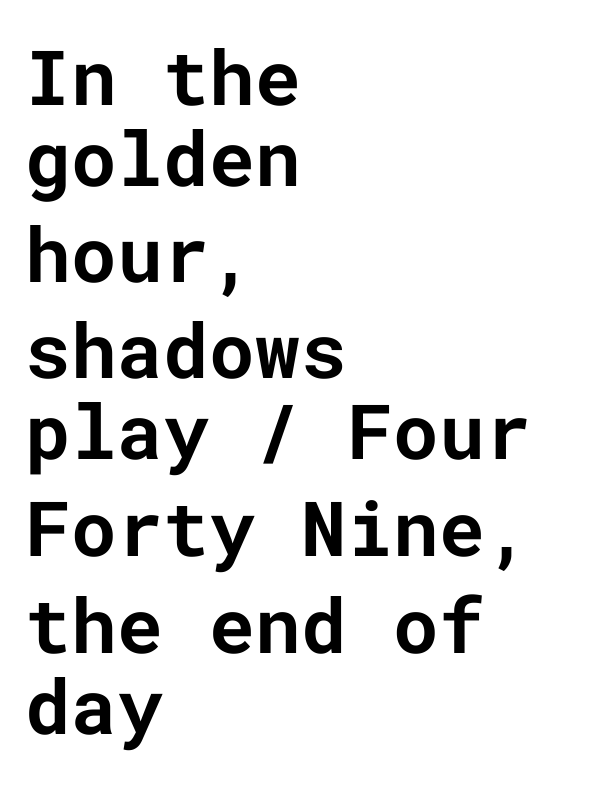 In the
golden
hour,
shadows
play / Four
Forty Nine,
the end of
day